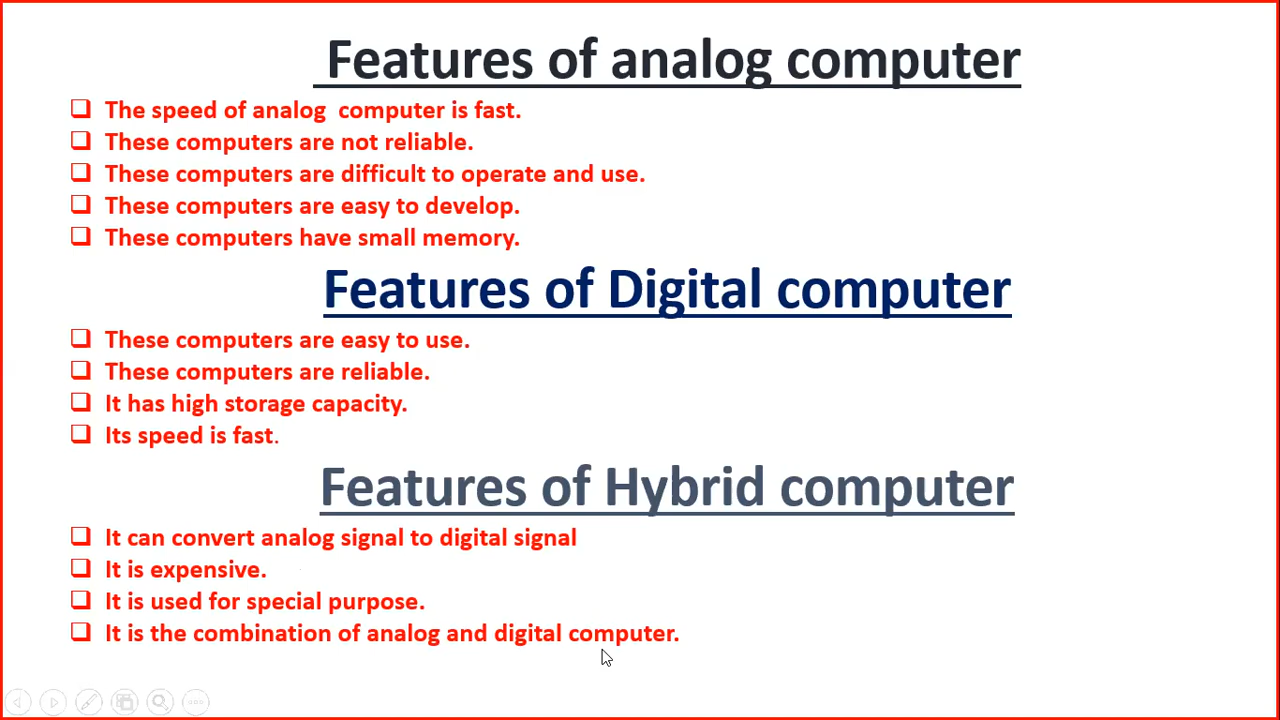 Features of analog computer
The speed of analog computer is fast.
These computers are not reliable.
These computers are difficult to operate and use.
These computers are easy to develop.
These computers have small memory.
Features of Digital computer
These computers are easy to use.
These computers are reliable.
It has high storage capacity.
Its speed is fast.
Features of Hybrid computer
It can convert analog signal to digital signal
It is expensive.
It is used for special purpose.
It is the combination of analog and digital computer.